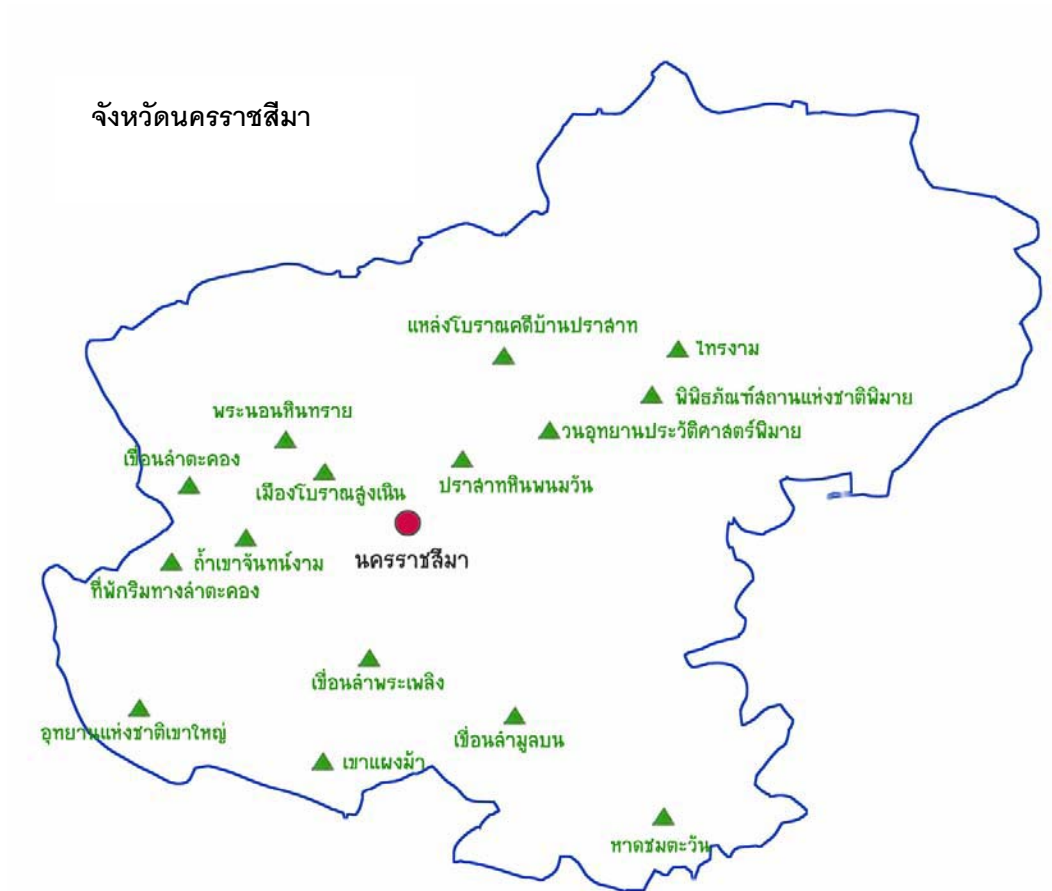 จังหวัดนครราชสีมา
แหล่งโบราณคดีบ้านปราสาท
ไทรงาม
พิพิธภัณฑ์สถานแห่งชาติพิมาย
พระนอนหินทราย
วนอุทยานประวัติศาสตร์พิมาย
เขื่อนลำตะคอง
เมืองโบราณสูงเนิน
ปราสาทหินพนมวัน
ถ้ำเขาจันทน์งาม
นครราชสีมา
ที่พักริมทางลำตะคอง
เขื่อนลำพระเพลิง
อุทยานแห่งชาติเขาใหญ่
เขื่อนลำมูลบน
เขาแผงม้า
หาดชมตะวัน